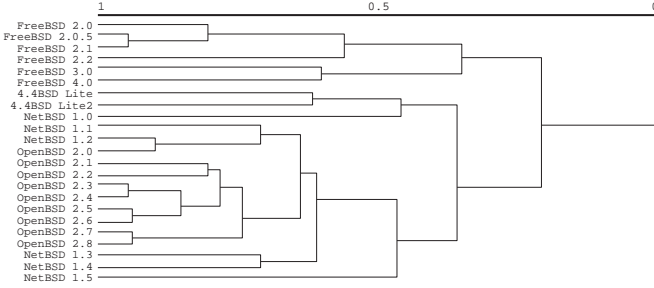 1 0.5 0
FreeBSD 2.0
FreeBSD 2.0.5
FreeBSD 2.1
FreeBSD 2.2
FreeBSD 3.0
FreeBSD 4.0
4.4BSD Lite
4.4BSD Lite2
NetBSD 1.0
NetBSD 1.1
NetBSD 1.2
OpenBSD 2.0
OpenBSD 2.1
OpenBSD 2.2
OpenBSD 2.3
OpenBSD 2.4
OpenBSD 2.5
OpenBSD 2.6
OpenBSD 2.7
OpenBSD 2.8
NetBSD 1.3
NetBSD 1.4
NetBSD 1.5